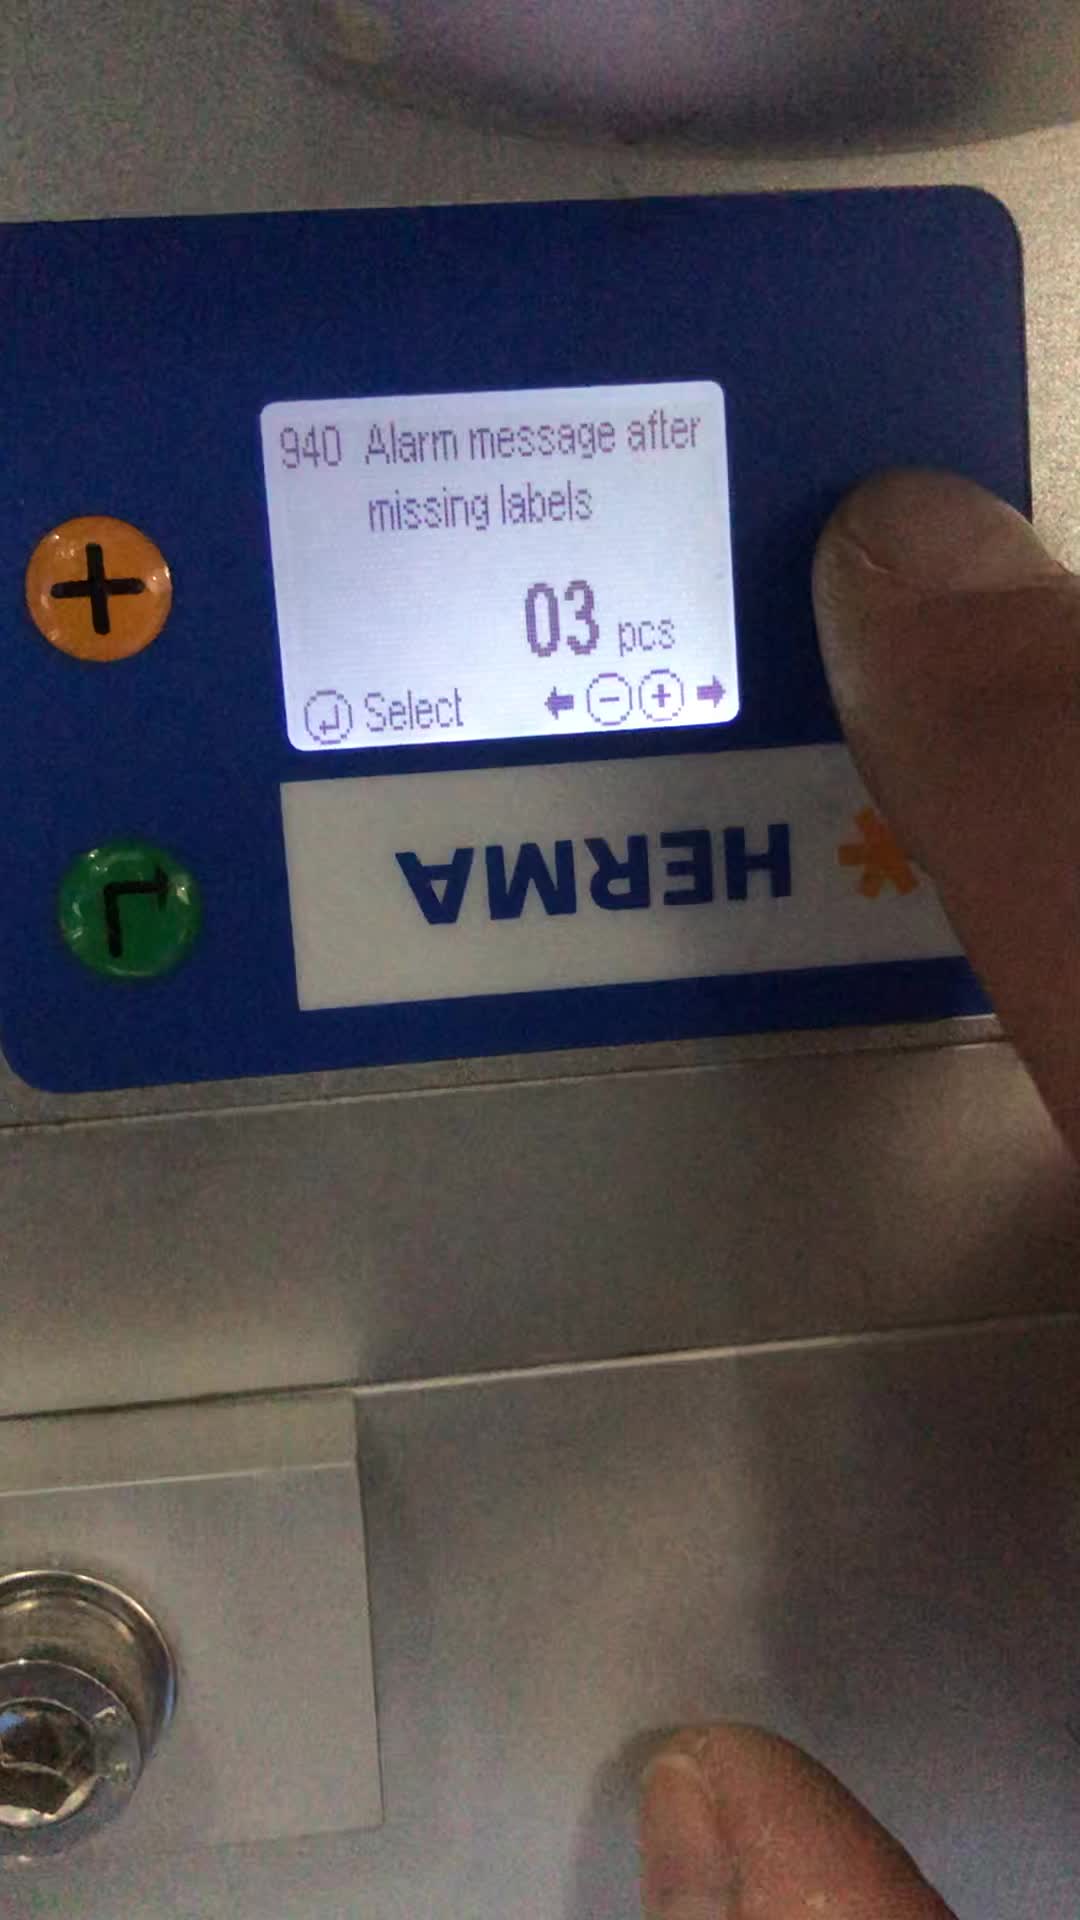 940 Alarm message after
missing labels
03 pcs
Select
HERMA